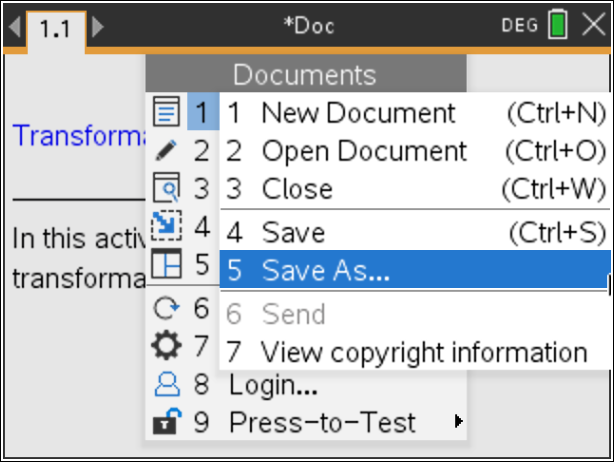 1.1 *Doc DEG
Documents
1 1 New Document (Ctrl+N)
Transforma 2 2 Open Document (Ctrl+O)
3 3 Close (Ctrl+W)
In this activ 4 4 Save (Ctrl+S)
transforma 5 5 Save As...
6 6 Send
7 7 View copyright information
8 Login...
9 Press-to-Test